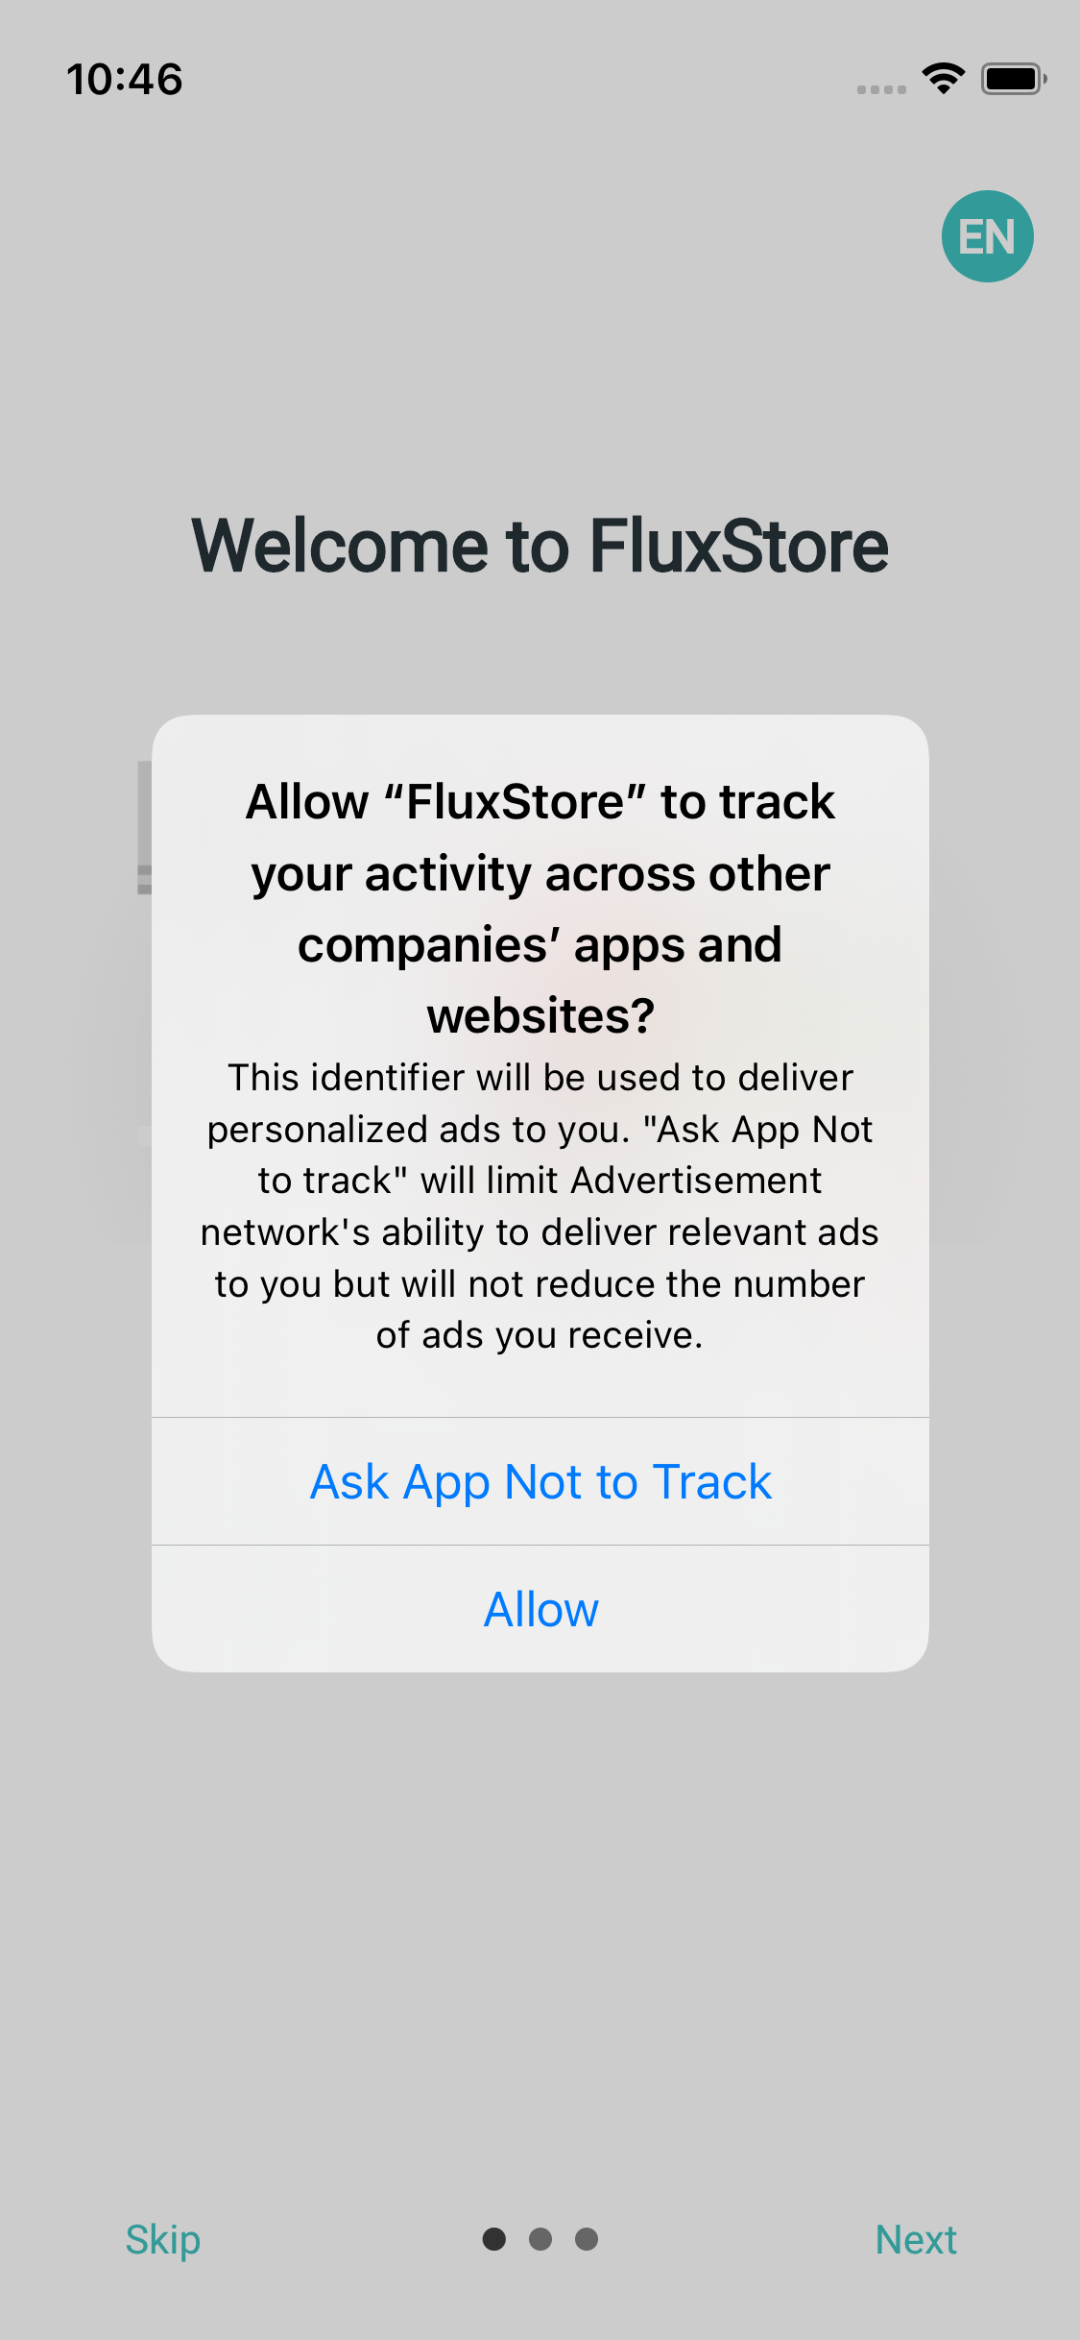 10:46
EN
Welcome to FluxStore
Allow “FluxStore” to track
your activity across other
companies’ apps and
websites?
This identifier will be used to deliver
personalized ads to you. "Ask App Not
to track" will limit Advertisement
network's ability to deliver relevant ads
to you but will not reduce the number
of ads you receive.
Ask App Not to Track
Allow
Skip
Next